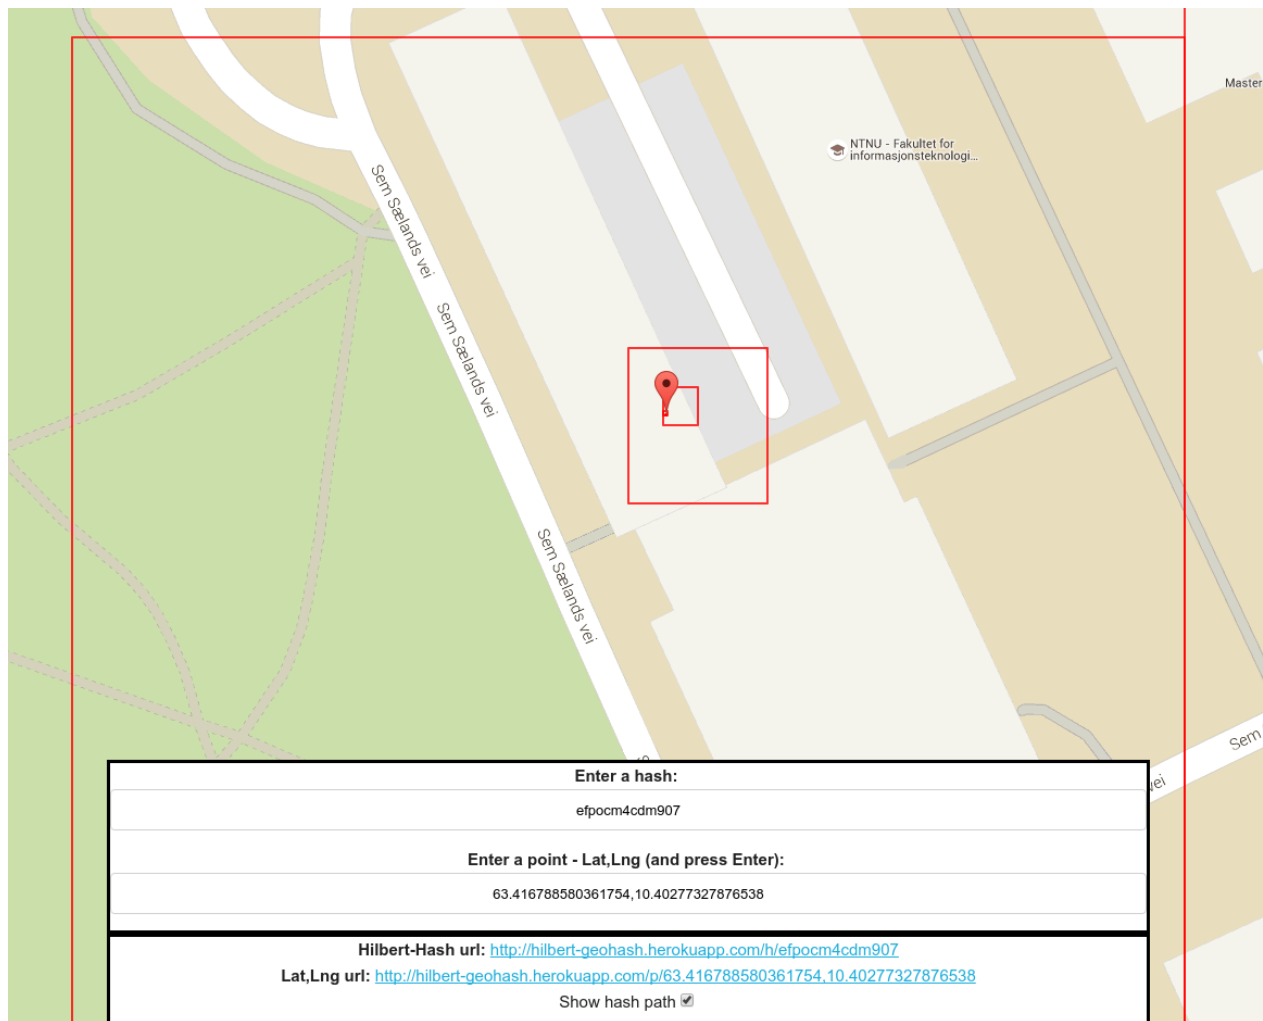 Master
NTNU - Fakultet for
informasjonsteknologi...
Sem Sælands vei
Sem Sælands vei
Sem Sælands vei
Sem
vei
Enter a hash:
efpocm4cdm907
Enter a point - Lat,Lng (and press Enter):
63.416788580361754,10.40277327876538
Hilbert-Hash url: http://hilbert-geohash.herokuapp.com/h/efpocm4cdm907
Lat,Lng url: http://hilbert-geohash.herokuapp.com/p/63.416788580361754,10.40277327876538
Show hash path